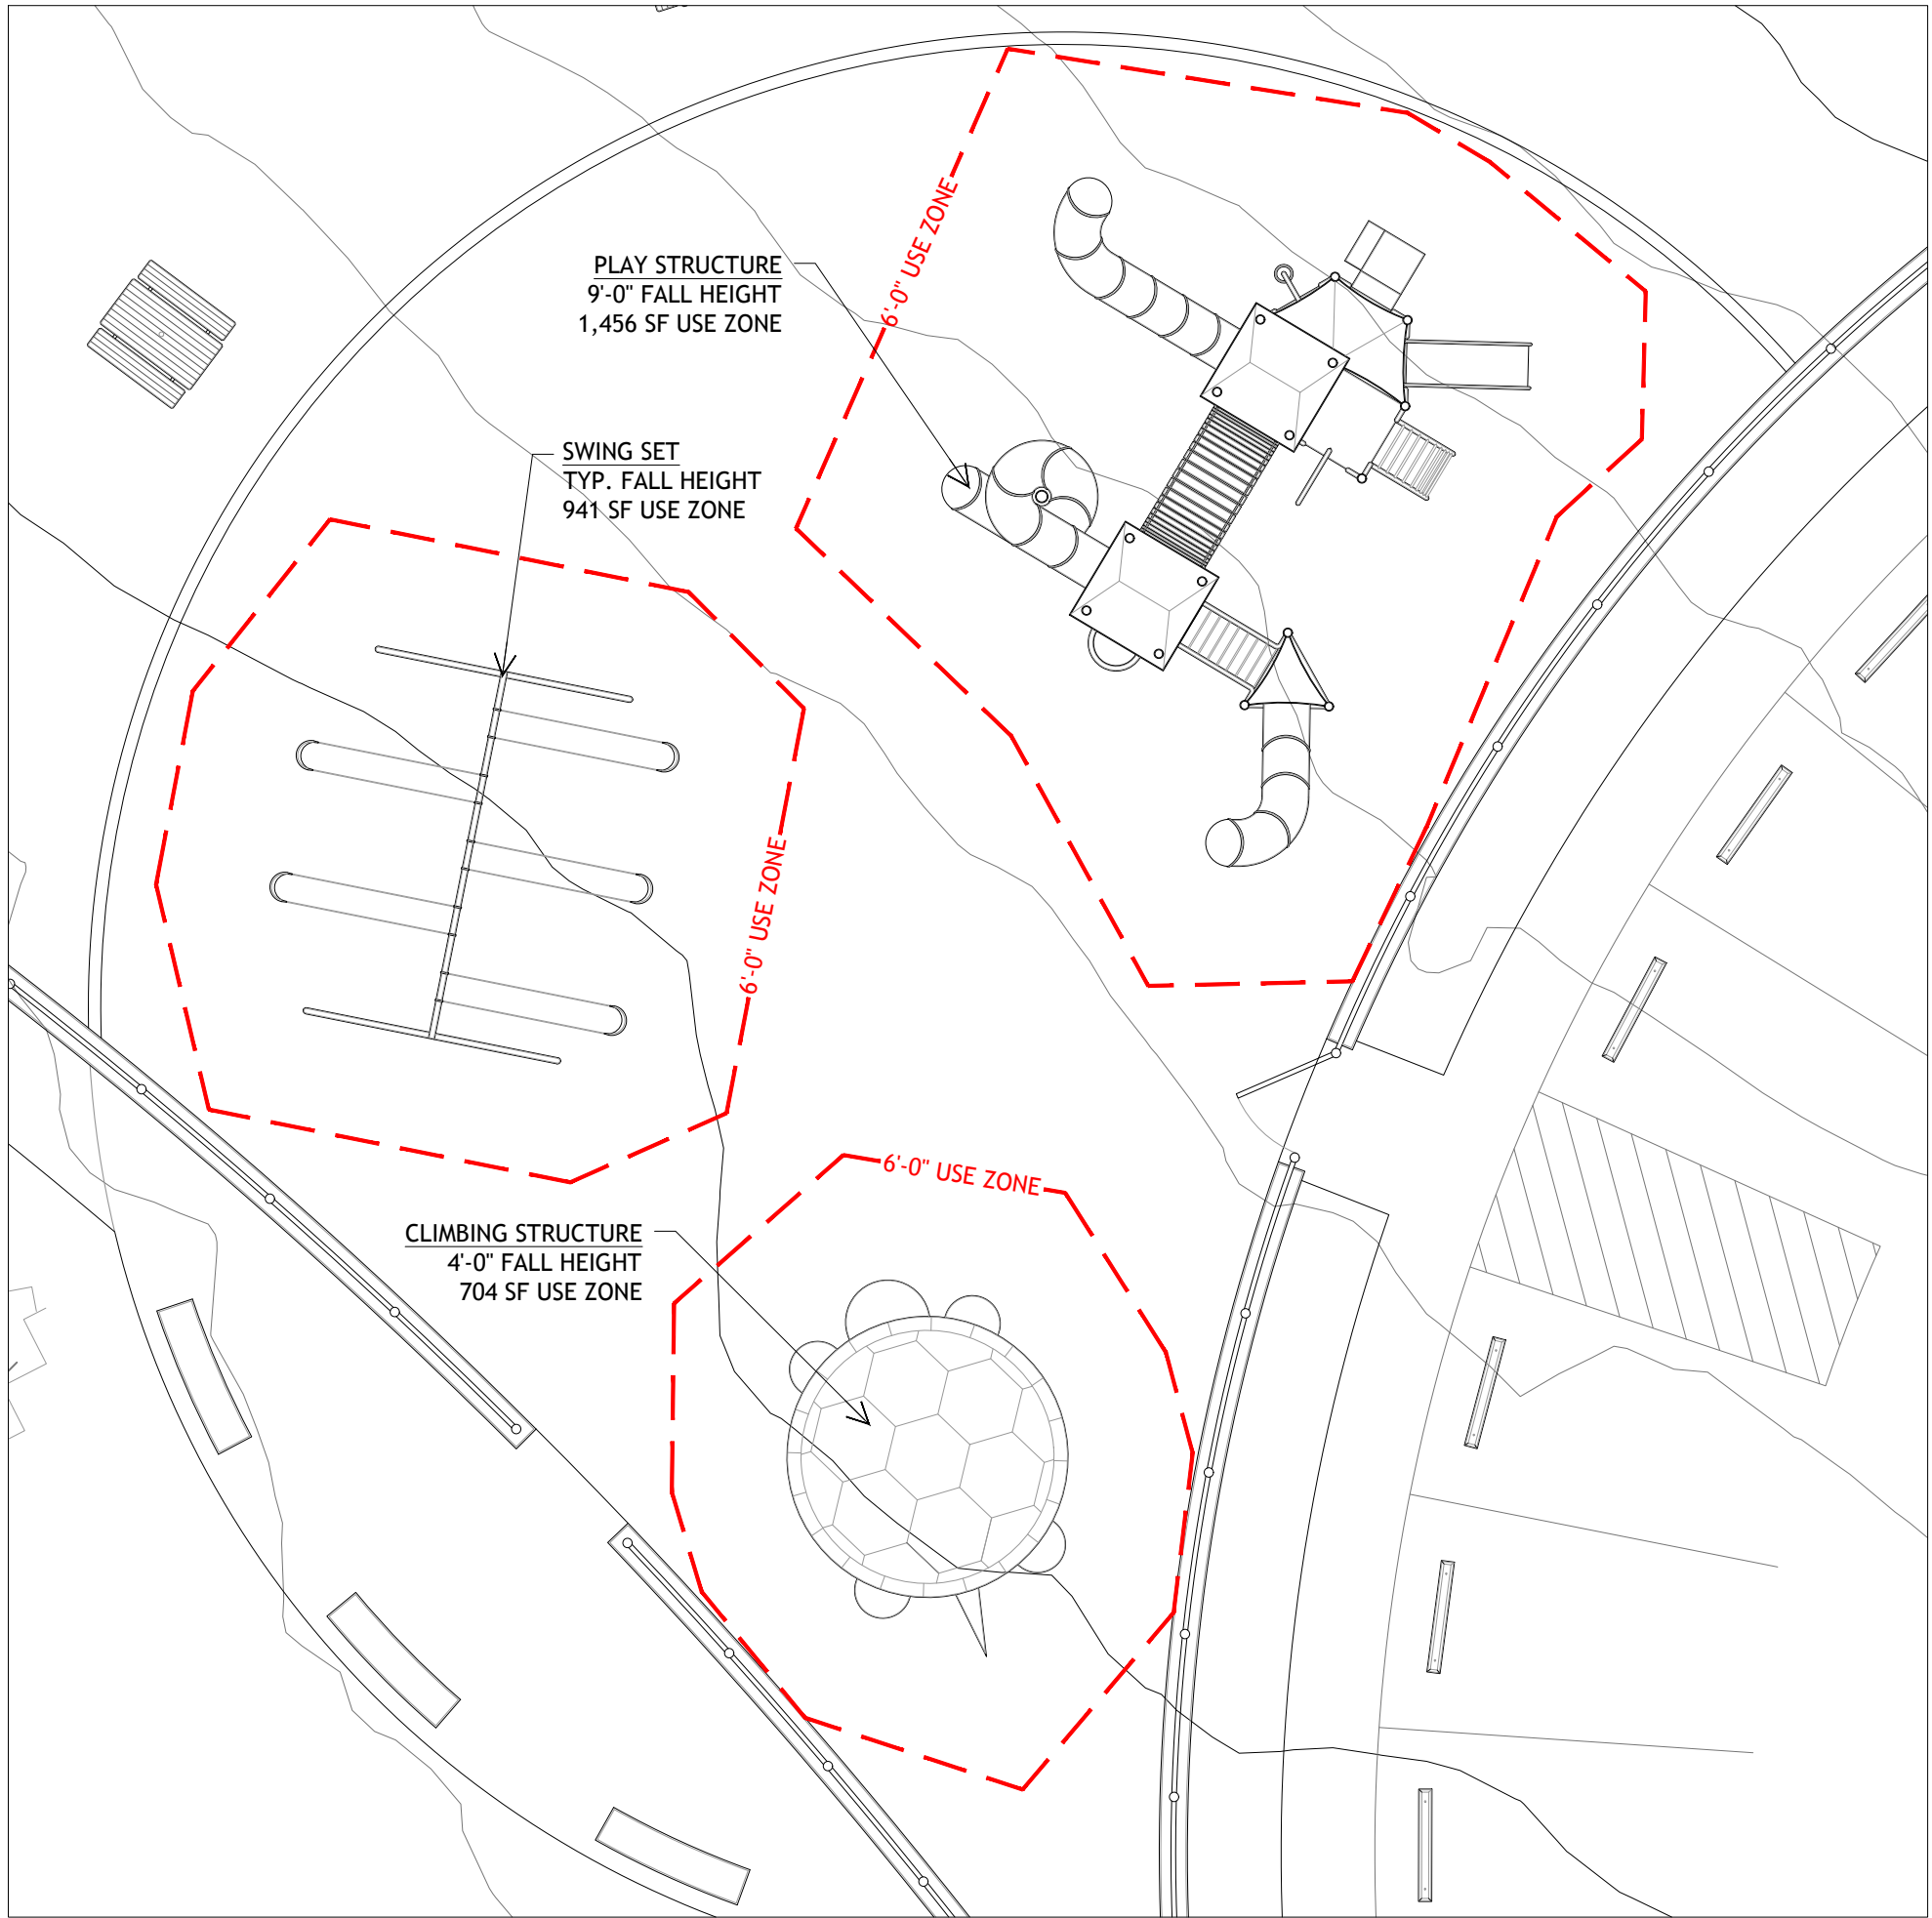 6'-0" USE ZONE
PLAY STRUCTURE
9'-0" FALL HEIGHT
1,456 SF USE ZONE
SWING SET
TYP. FALL HEIGHT
941 SF USE ZONE
6'-0" USE ZONE
6'-0" USE ZONE
CLIMBING STRUCTURE
4'-0" FALL HEIGHT
704 SF USE ZONE